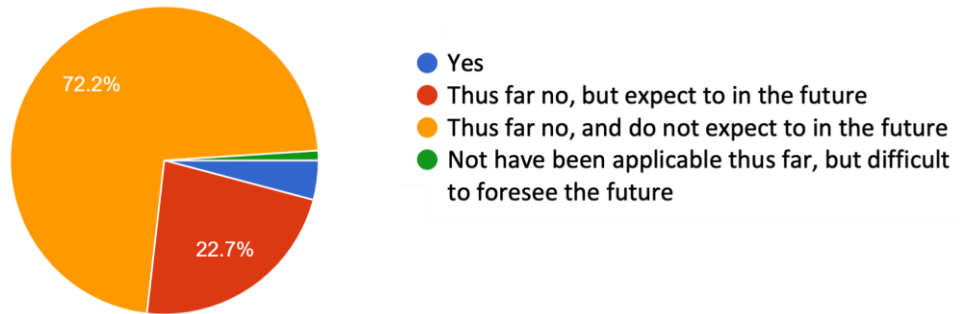 72.2%
22.7%
Yes
Thus far no, but expect to in the future
Thus far no, and do not expect to in the future
Not have been applicable thus far, but difficult
to foresee the future